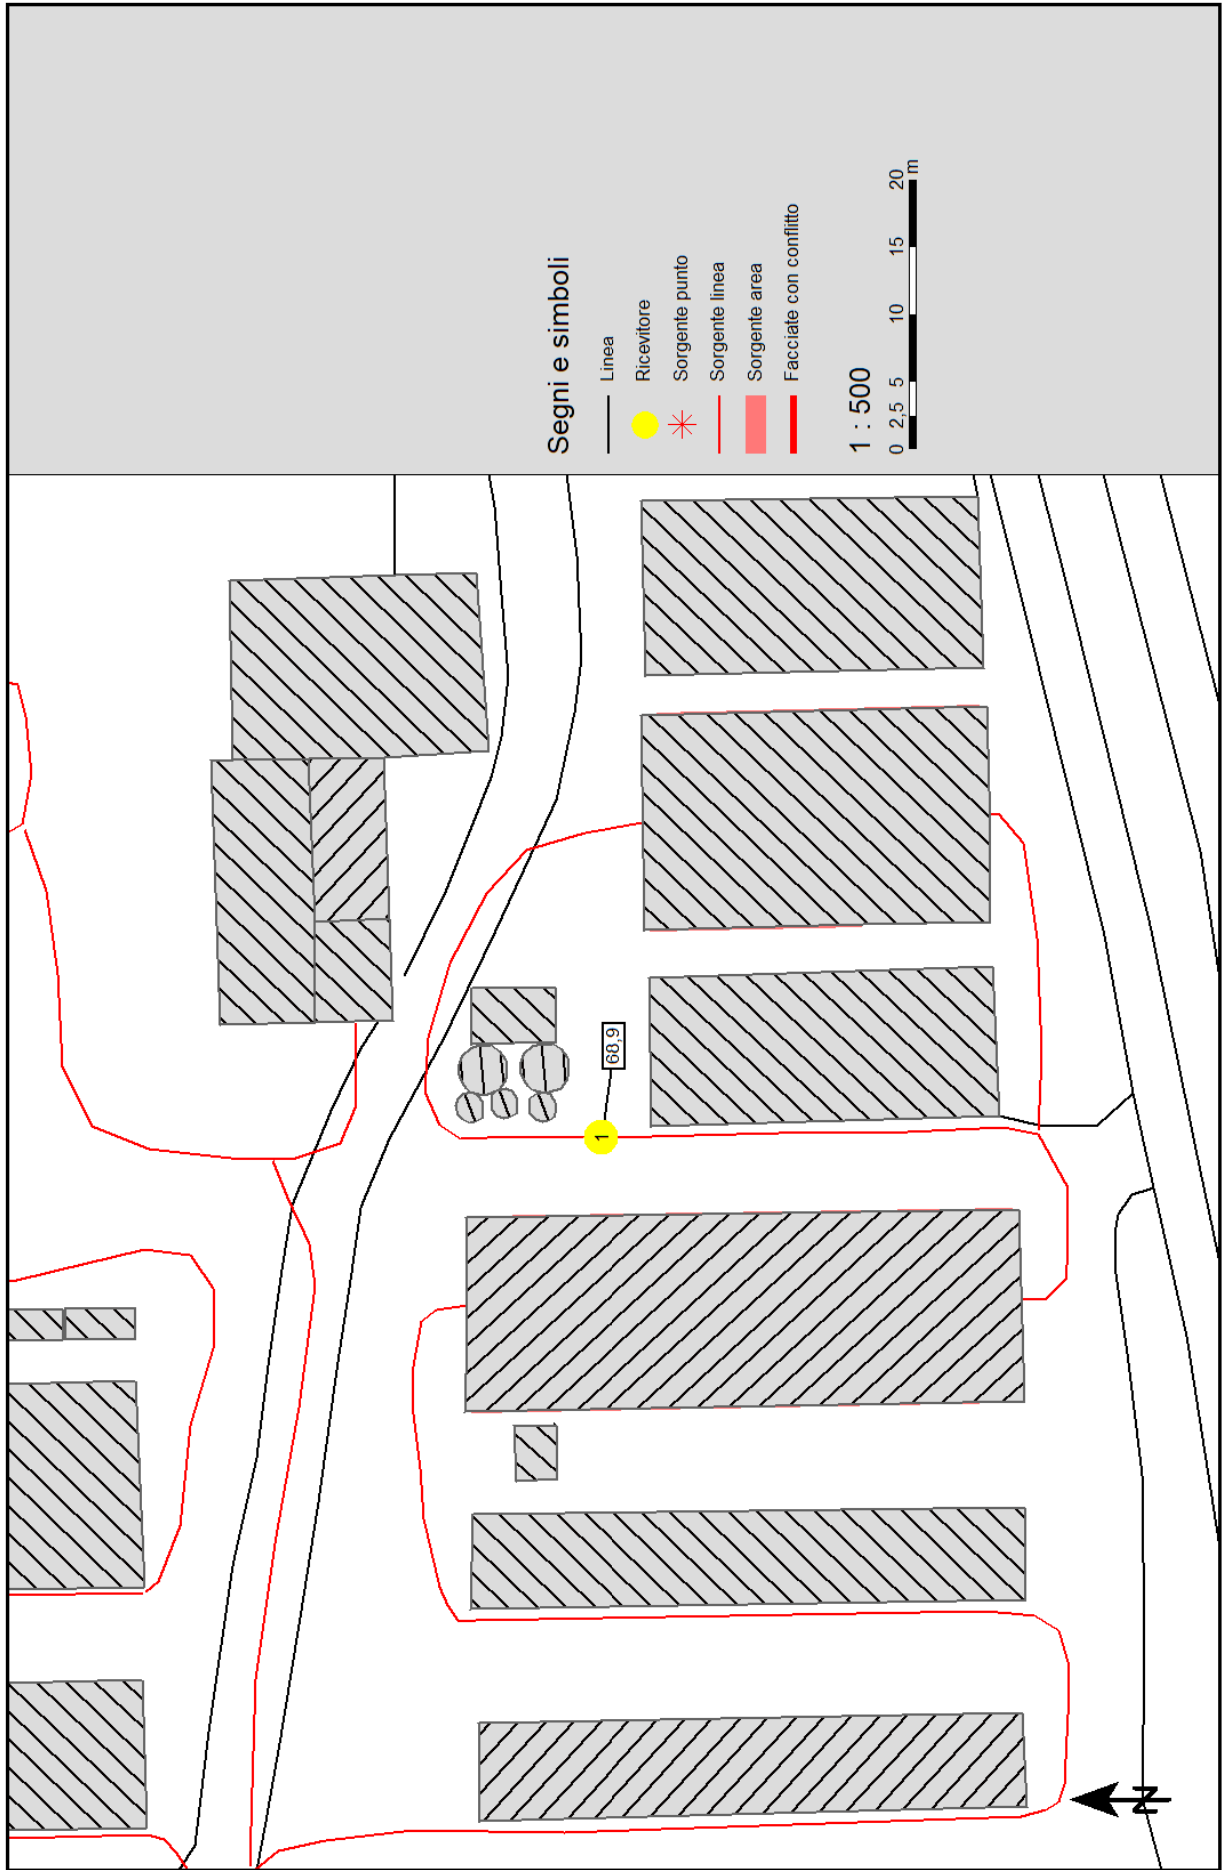 Segni e simboli
Linea
Ricevitore
Sorgente punto
Sorgente linea
Sorgente area
Facciate con conflitto
1 : 500
0 2,5 5 10 15 20
m
68,9
1
N